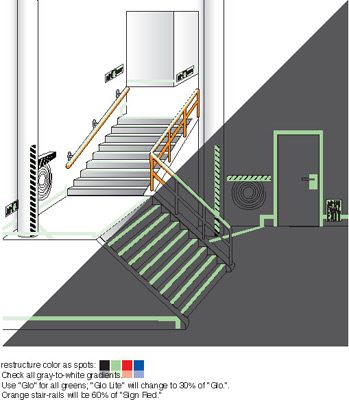 EXIT
restructure color as spots:
Check all gray-to-white gradients.
Use "Glo" for all greens; "Glo Lite" will change to 30% of "Glo.".
Orange stair-rails will be 60% of "Sign Red."